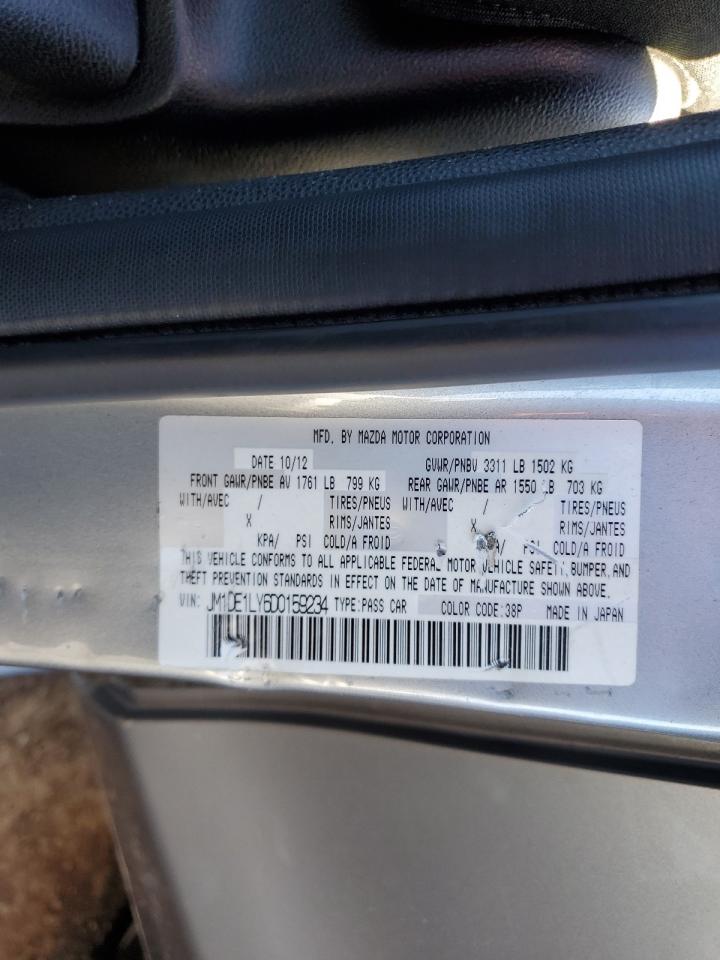 MFD. BY MAZDA MOTOR CORPORATION
DATE 10/12 GVWR/PNBV 3311 LB 1502 KG
FRONT GAWR/PNBE AV 1761 LB 799 KG REAR GAWR/PNBE AR 1550 LB 703 KG
WITH/AVEC / TIRES/PNEUS WITH/AVEC / TIRES/PNEUS
X RIMS/JANTES X RIMS/JANTES
KPA/ PSI COLD/A FROID / PSI COLD/A FROID
THIS VEHICLE CONFORMS TO ALL APPLICABLE FEDERAL MOTOR VEHICLE SAFETY, BUMPER, AND
THEFT PREVENTION STANDARDS IN EFFECT ON THE DATE OF MANUFACTURE SHOWN ABOVE.
VIN: JM1DE1LY6D0159234 TYPE:PASS CAR COLOR CODE:38P MADE IN JAPAN